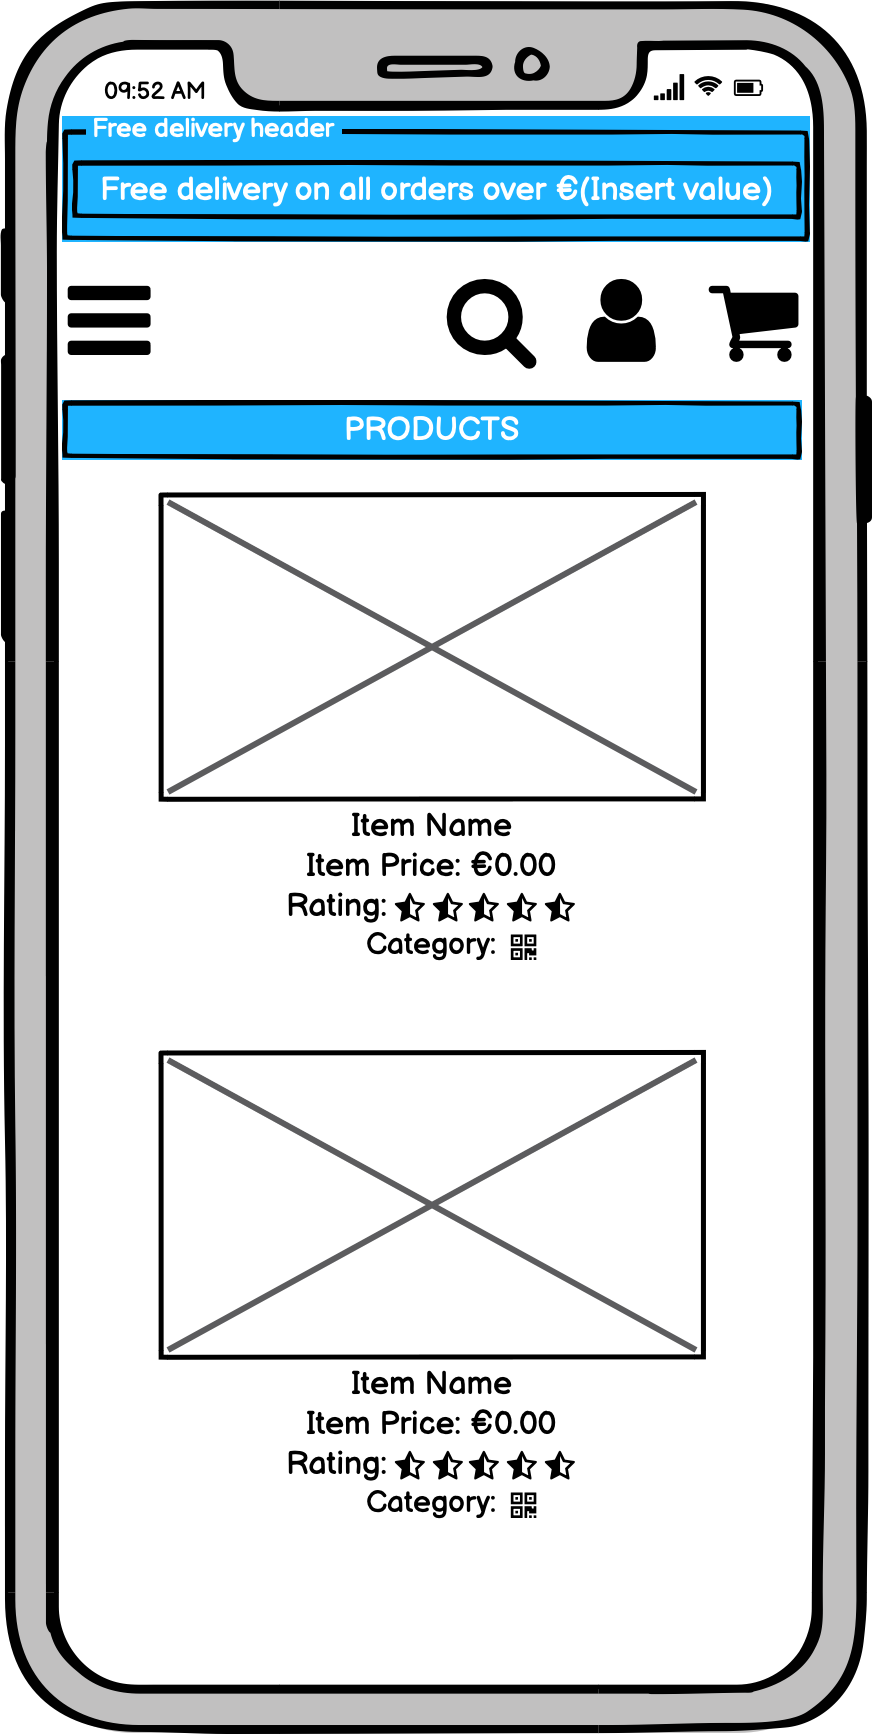 09:52 AM
Free delivery header
Free delivery on all orders over €(Insert value)
PRODUCTS
Item Name
Item Price: €0.00
Rating:
Category:
Item Name
Item Price: €0.00
Rating:
Category: